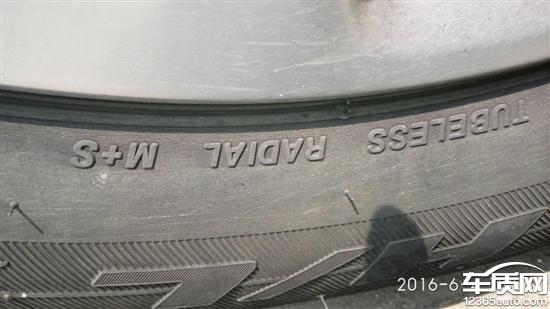 TUBELESS RADIAL M+S
2016-6
车质网
12365auto.com